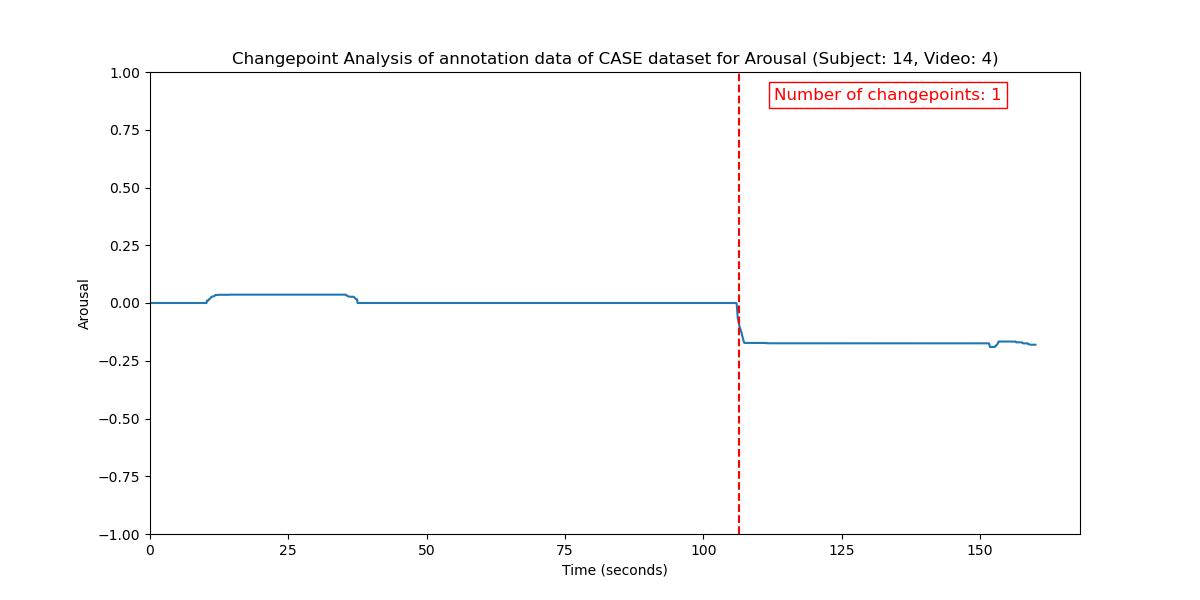 Changepoint Analysis of annotation data of CASE dataset for Arousal (Subject: 14, Video: 4)
Number of changepoints: 1
1.00
0.75
0.50
0.25
0.00
−0.25
−0.50
−0.75
−1.00
Arousal
0 25 50 75 100 125 150
Time (seconds)